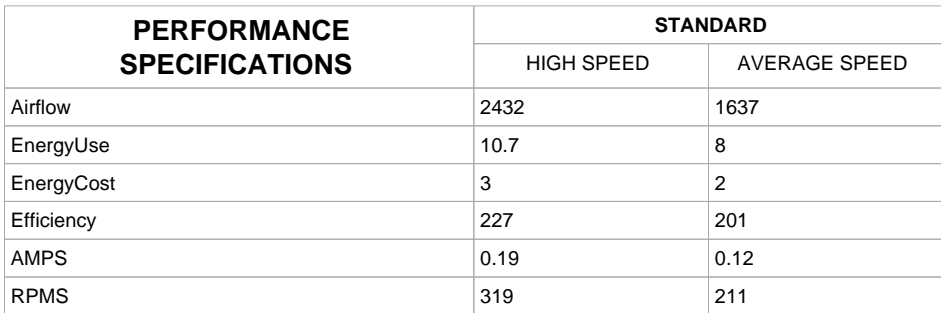 PERFORMANCE
SPECIFICATIONS
STANDARD
HIGH SPEED AVERAGE SPEED
Airflow 2432 1637
EnergyUse 10.7 8
EnergyCost 3 2
Efficiency 227 201
AMPS 0.19 0.12
RPMS 319 211